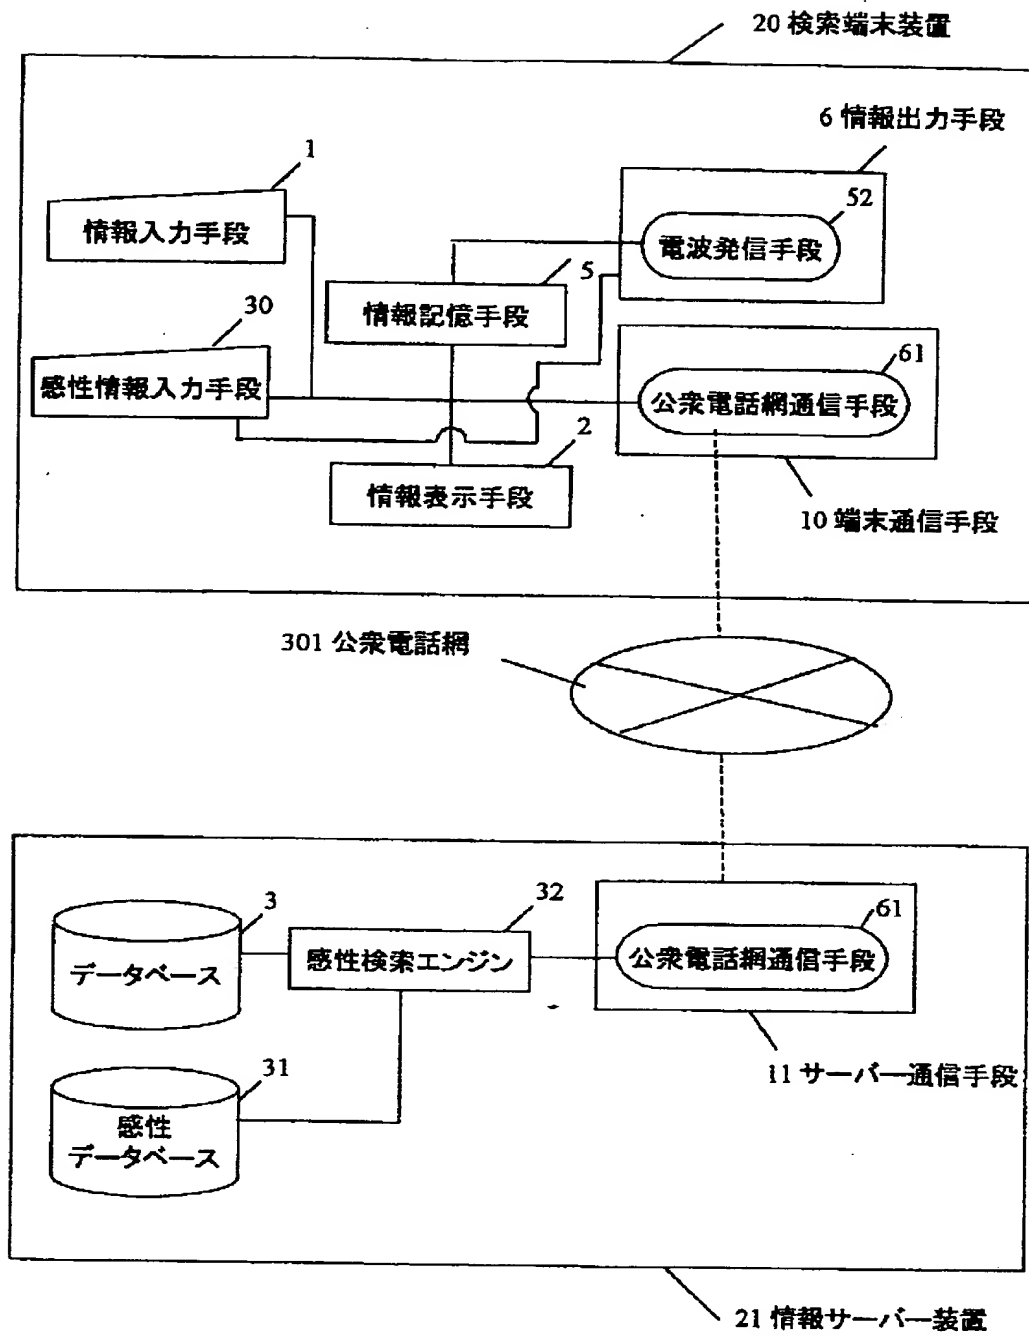 20 検索端末装置
6 情報出力手段
1
情報入力手段
52
電波発信手段
5
情報記憶手段
30
感性情報入力手段
61
公衆電話網通信手段
2
情報表示手段
10 端末通信手段
301 公衆電話網
3
データベース
32
感性検索エンジン
61
公衆電話網通信手段
11 サーバー通信手段
31
感性
データベース
21 情報サーバー装置